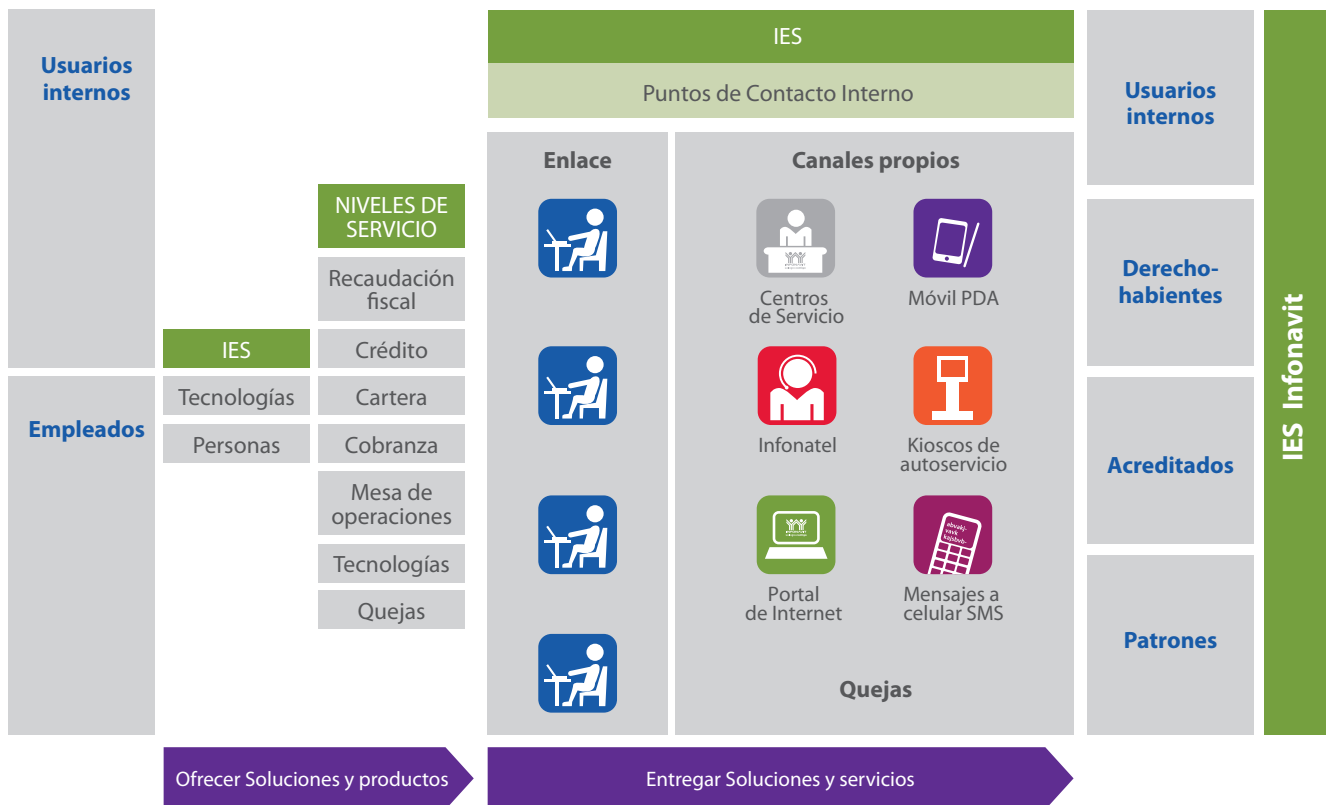 Usuarios
internos
Empleados
IES
Tecnologías
Personas
NIVELES DE
SERVICIO
Recaudación
fiscal
Crédito
Cartera
Cobranza
Mesa de
operaciones
Tecnologías
Quejas
IES
Puntos de Contacto Interno
Enlace
Canales propios
Centros
de Servicio
Móvil PDA
Infonatel
Kioscos de
autoservicio
abvakj-
vavk
kajsbvb-
Portal
de Internet
Mensajes a
celular SMS
Quejas
Usuarios
internos
Derecho-
habientes
Acreditados
Patrones
IES Infonavit
Ofrecer Soluciones y productos
Entregar Soluciones y servicios